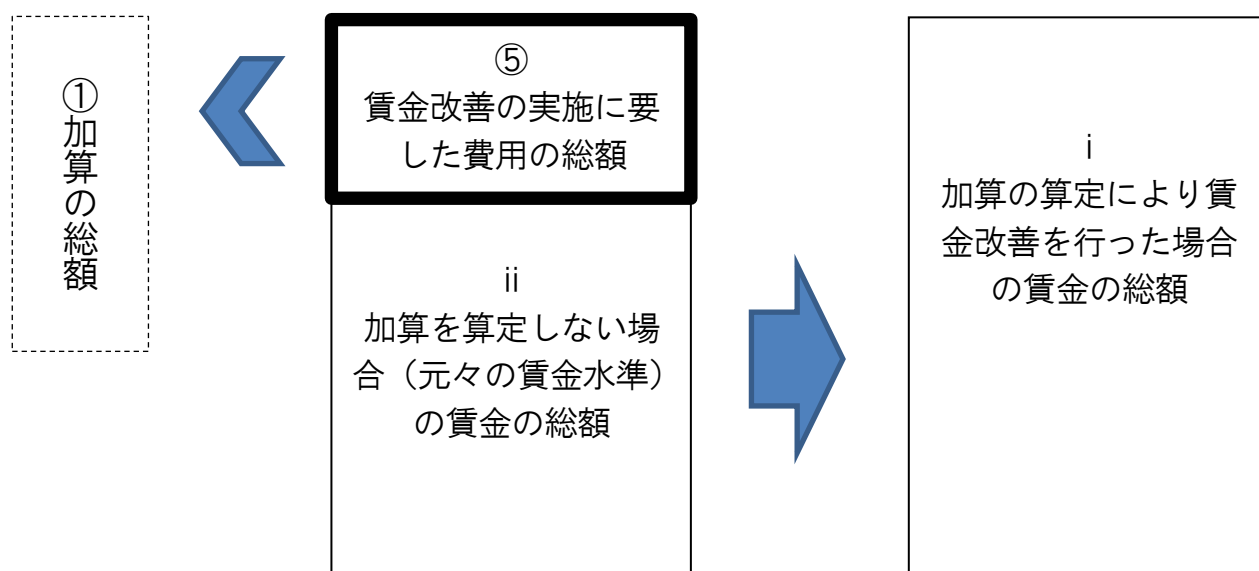 ①加算の総額
⑤
賃金改善の実施に要
した費用の総額
ⅱ
加算を算定しない場
合（元々の賃金水準）
の賃金の総額
ⅰ
加算の算定により賃
金改善を行った場合
の賃金の総額